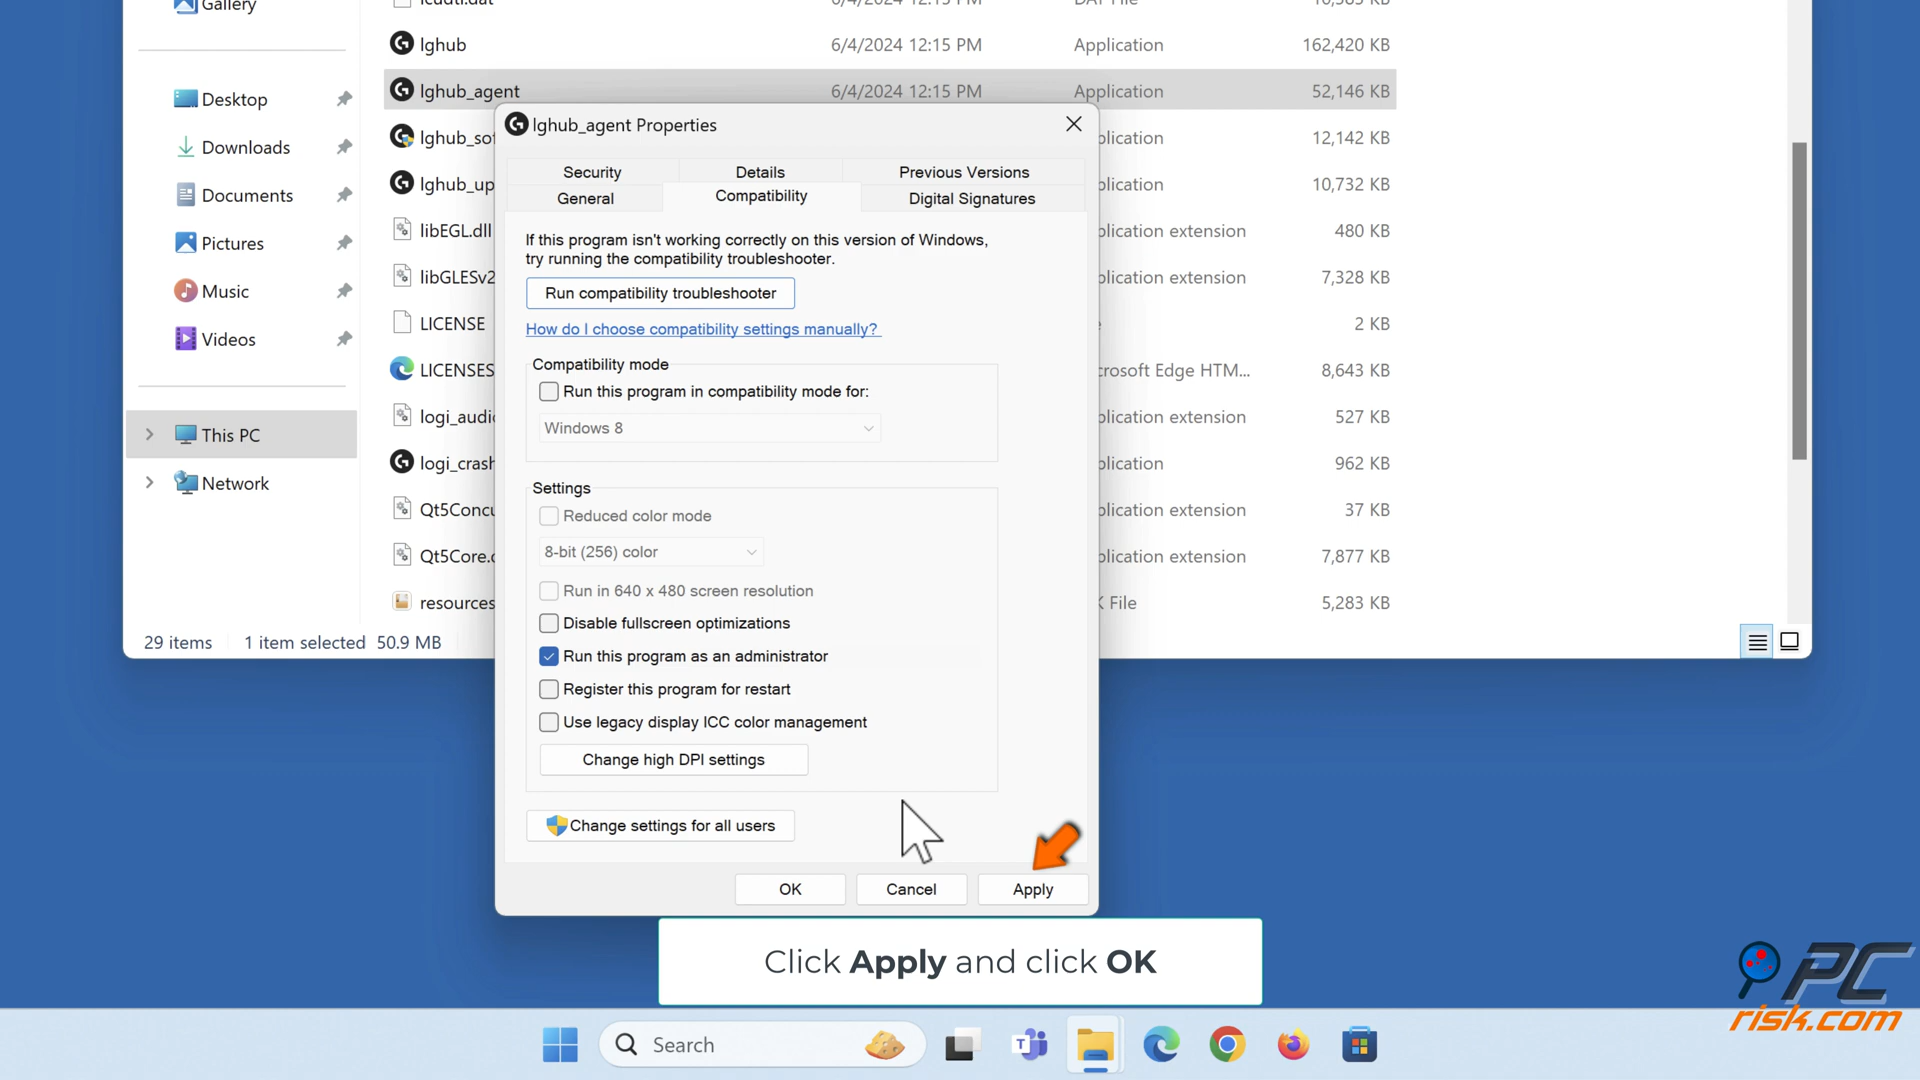 Gallery
icudtl.dat 6/4/2024 12:15 PM DAT File 10,385 KB
lghub 6/4/2024 12:15 PM Application 162,420 KB
Desktop
lghub_agent 6/4/2024 12:15 PM Application 52,146 KB
lghub_agent Properties
lghub_sof plication 12,142 KB
Downloads
Security Details Previous Versions
lghub_up plication 10,732 KB
Documents
General Compatibility Digital Signatures
libEGL.dll plication extension 480 KB
Pictures
If this program isn't working correctly on this version of Windows,
try running the compatibility troubleshooter.
libGLESv2 plication extension 7,328 KB
Music
Run compatibility troubleshooter
LICENSE 2 KB
Videos
How do I choose compatibility settings manually?
LICENSES crosoft Edge HTM... 8,643 KB
Compatibility mode
Run this program in compatibility mode for:
logi_audio plication extension 527 KB
Windows 8
This PC
logi_crash plication 962 KB
Network
Settings
Qt5Concu plication extension 37 KB
Reduced color mode
8-bit (256) color
Qt5Core.d plication extension 7,877 KB
Run in 640 x 480 screen resolution
resources K File 5,283 KB
Disable fullscreen optimizations
29 items 1 item selected 50.9 MB
Run this program as an administrator
Register this program for restart
Use legacy display ICC color management
Change high DPI settings
Change settings for all users
OK Cancel Apply
Click Apply and click OK
PC
risk.com
Search